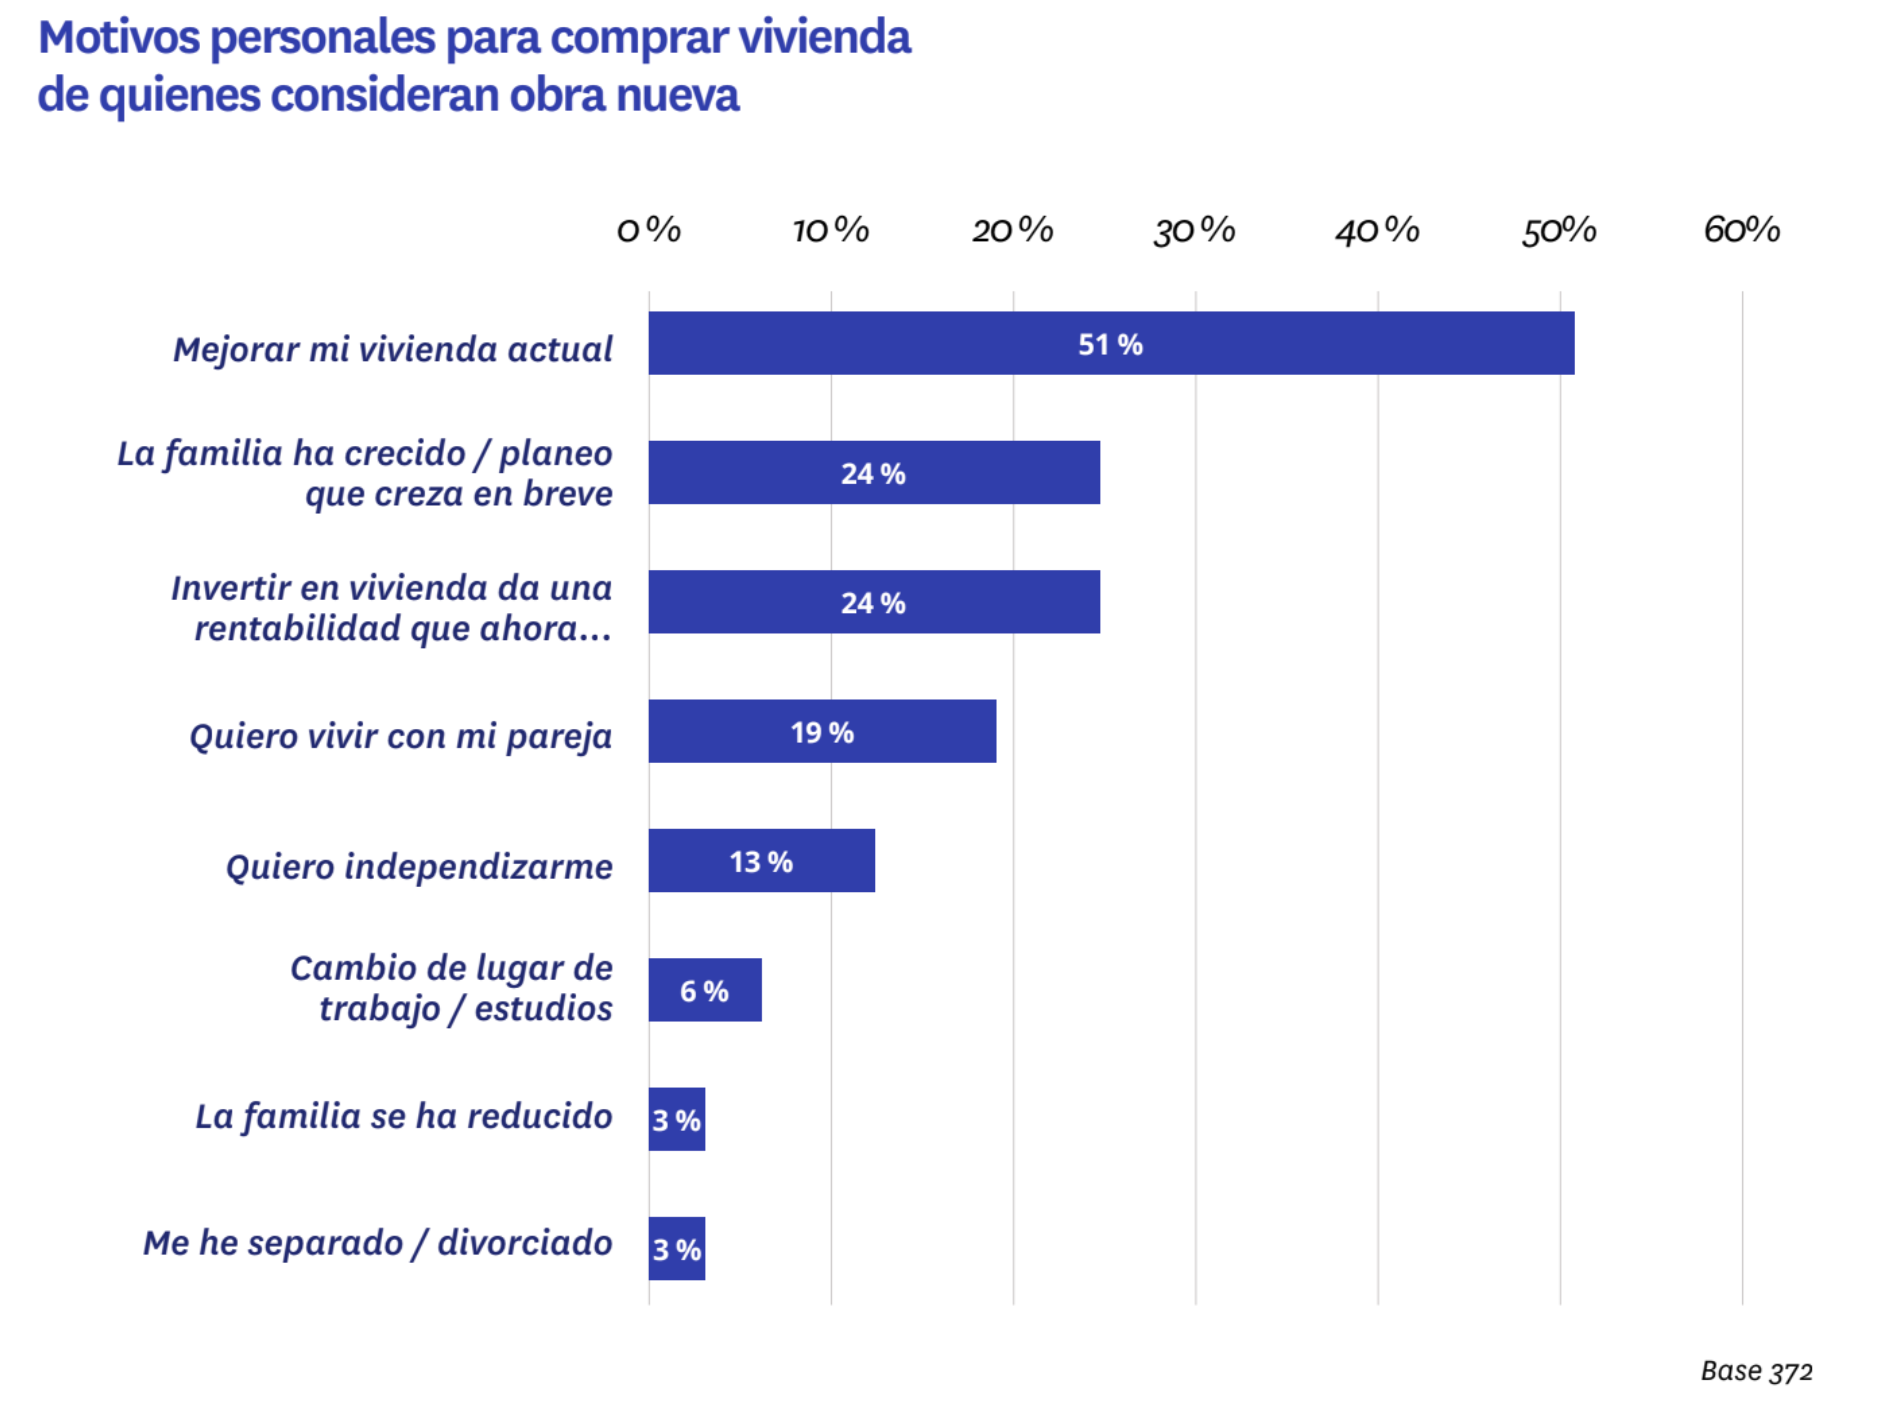 Motivos personales para comprar vivienda
de quienes consideran obra nueva
0 % 10 % 20 % 30 % 40 % 50% 60%
Mejorar mi vivienda actual 51 %
La familia ha crecido / planeo
que creza en breve
24 %
Invertir en vivienda da una
rentabilidad que ahora...
24 %
Quiero vivir con mi pareja 19 %
Quiero independizarme 13 %
Cambio de lugar de
trabajo / estudios
6 %
La familia se ha reducido 3 %
Me he separado / divorciado 3 %
Base 372